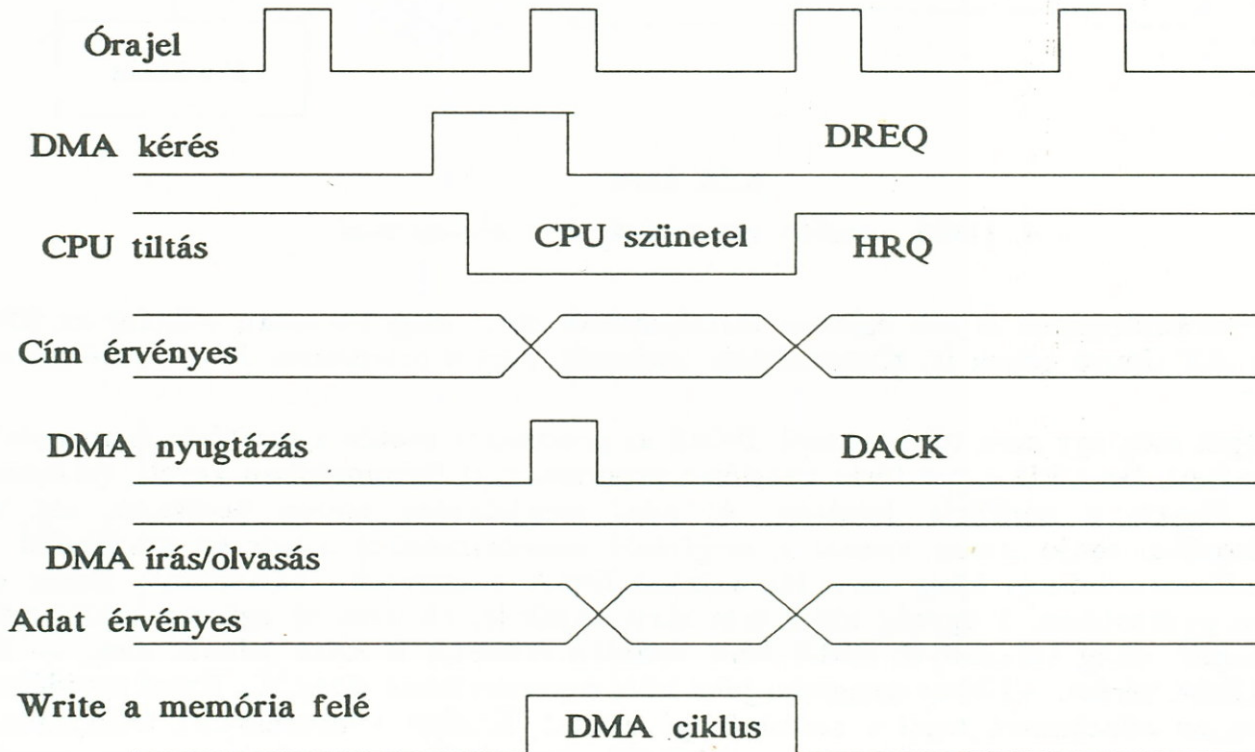 Órajel
DMA kérés DREQ
CPU tiltás CPU szünetel HRQ
Cím érvényes
DMA nyugtázás DACK
DMA írás/olvasás
Adat érvényes
Write a memória felé
DMA ciklus